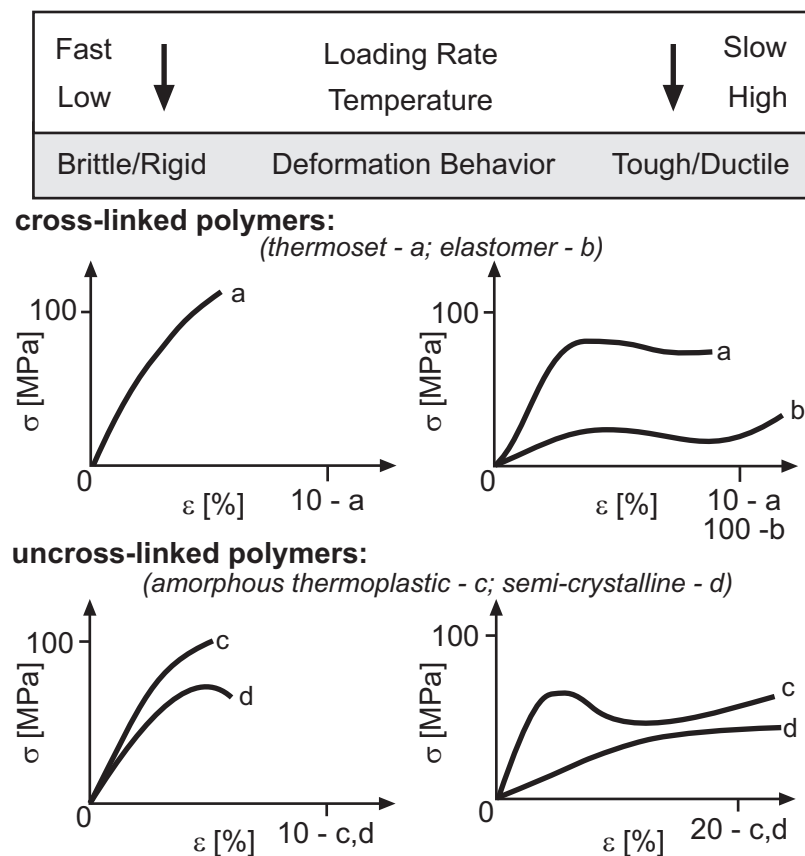 Fast Loading Rate Slow
Low Temperature High
Brittle/Rigid Deformation Behavior Tough/Ductile
cross-linked polymers:
(thermoset - a; elastomer - b)
100
σ [MPa]
a
0
ε [%]
10 - a
100
σ [MPa]
a
b
0
ε [%]
10 - a
100 -b
uncross-linked polymers:
(amorphous thermoplastic - c; semi-crystalline - d)
100
σ [MPa]
c
d
0
ε [%]
10 - c,d
100
σ [MPa]
c
d
0
ε [%]
20 - c,d